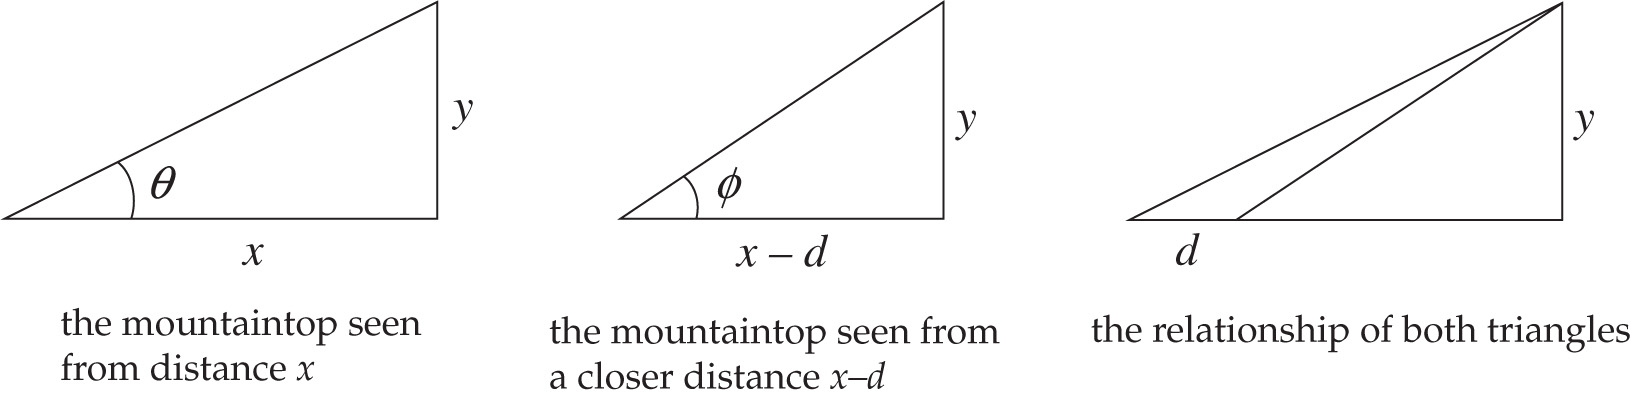 θ
y
x
the mountaintop seen
from distance x
ϕ
y
x – d
the mountaintop seen from
a closer distance x–d
y
d
the relationship of both triangles